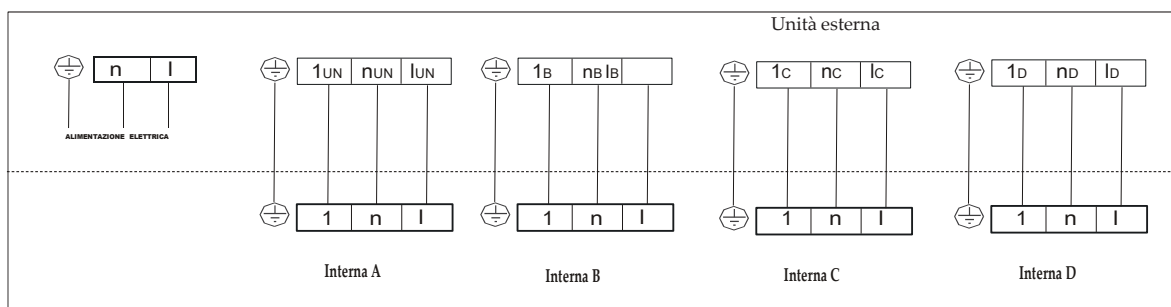 Unità esterna
n l
1UN nUN lUN
1B nB lB
1C nC lC
1D nD lD
ALIMENTAZIONE ELETTRICA
1 n l
1 n l
1 n l
1 n l
Interna A
Interna B
Interna C
Interna D